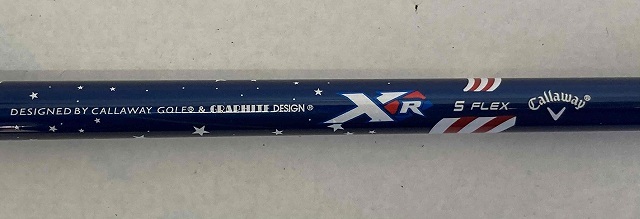 DESIGNED BY CALLAWAY GOLF® & GRAPHITE DESIGN® XR S FLEX Callaway®